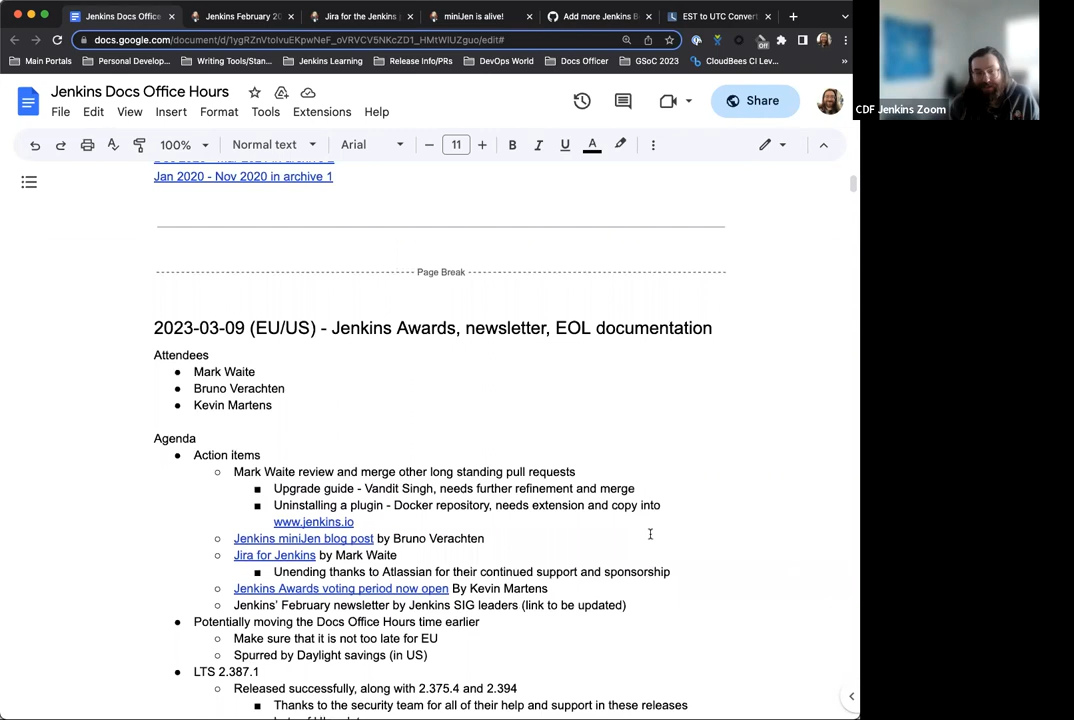 Jenkins Docs Office
Jenkins February 20
Jira for the Jenkins
miniJen is alive!
Add more Jenkins B
EST to UTC Convert
docs.google.com/document/d/1ygRZnVtoIvuEKpwNeF_oVRVCV5NKcZD1_HMtWIUZguo/edit#
Off
Main Portals
Personal Develop...
Writing Tools/Stan...
Jenkins Learning
Release Info/PRs
DevOps World
Docs Officer
GSoC 2023
CloudBees CI Lev...
»
CDF Jenkins Zoom
Jenkins Docs Office Hours
File Edit View Insert Format Tools Extensions Help
Share
100% Normal text Arial 11 B I U A
Jan 2020 - Nov 2020 in archive 1
Page Break
2023-03-09 (EU/US) - Jenkins Awards, newsletter, EOL documentation
Attendees
● Mark Waite
● Bruno Verachten
● Kevin Martens
Agenda
● Action items
○ Mark Waite review and merge other long standing pull requests
■ Upgrade guide - Vandit Singh, needs further refinement and merge
■ Uninstalling a plugin - Docker repository, needs extension and copy into
www.jenkins.io
○ Jenkins miniJen blog post by Bruno Verachten
○ Jira for Jenkins by Mark Waite
■ Unending thanks to Atlassian for their continued support and sponsorship
○ Jenkins Awards voting period now open By Kevin Martens
○ Jenkins' February newsletter by Jenkins SIG leaders (link to be updated)
● Potentially moving the Docs Office Hours time earlier
○ Make sure that it is not too late for EU
○ Spurred by Daylight savings (in US)
● LTS 2.387.1
○ Released successfully, along with 2.375.4 and 2.394
■ Thanks to the security team for all of their help and support in these releases